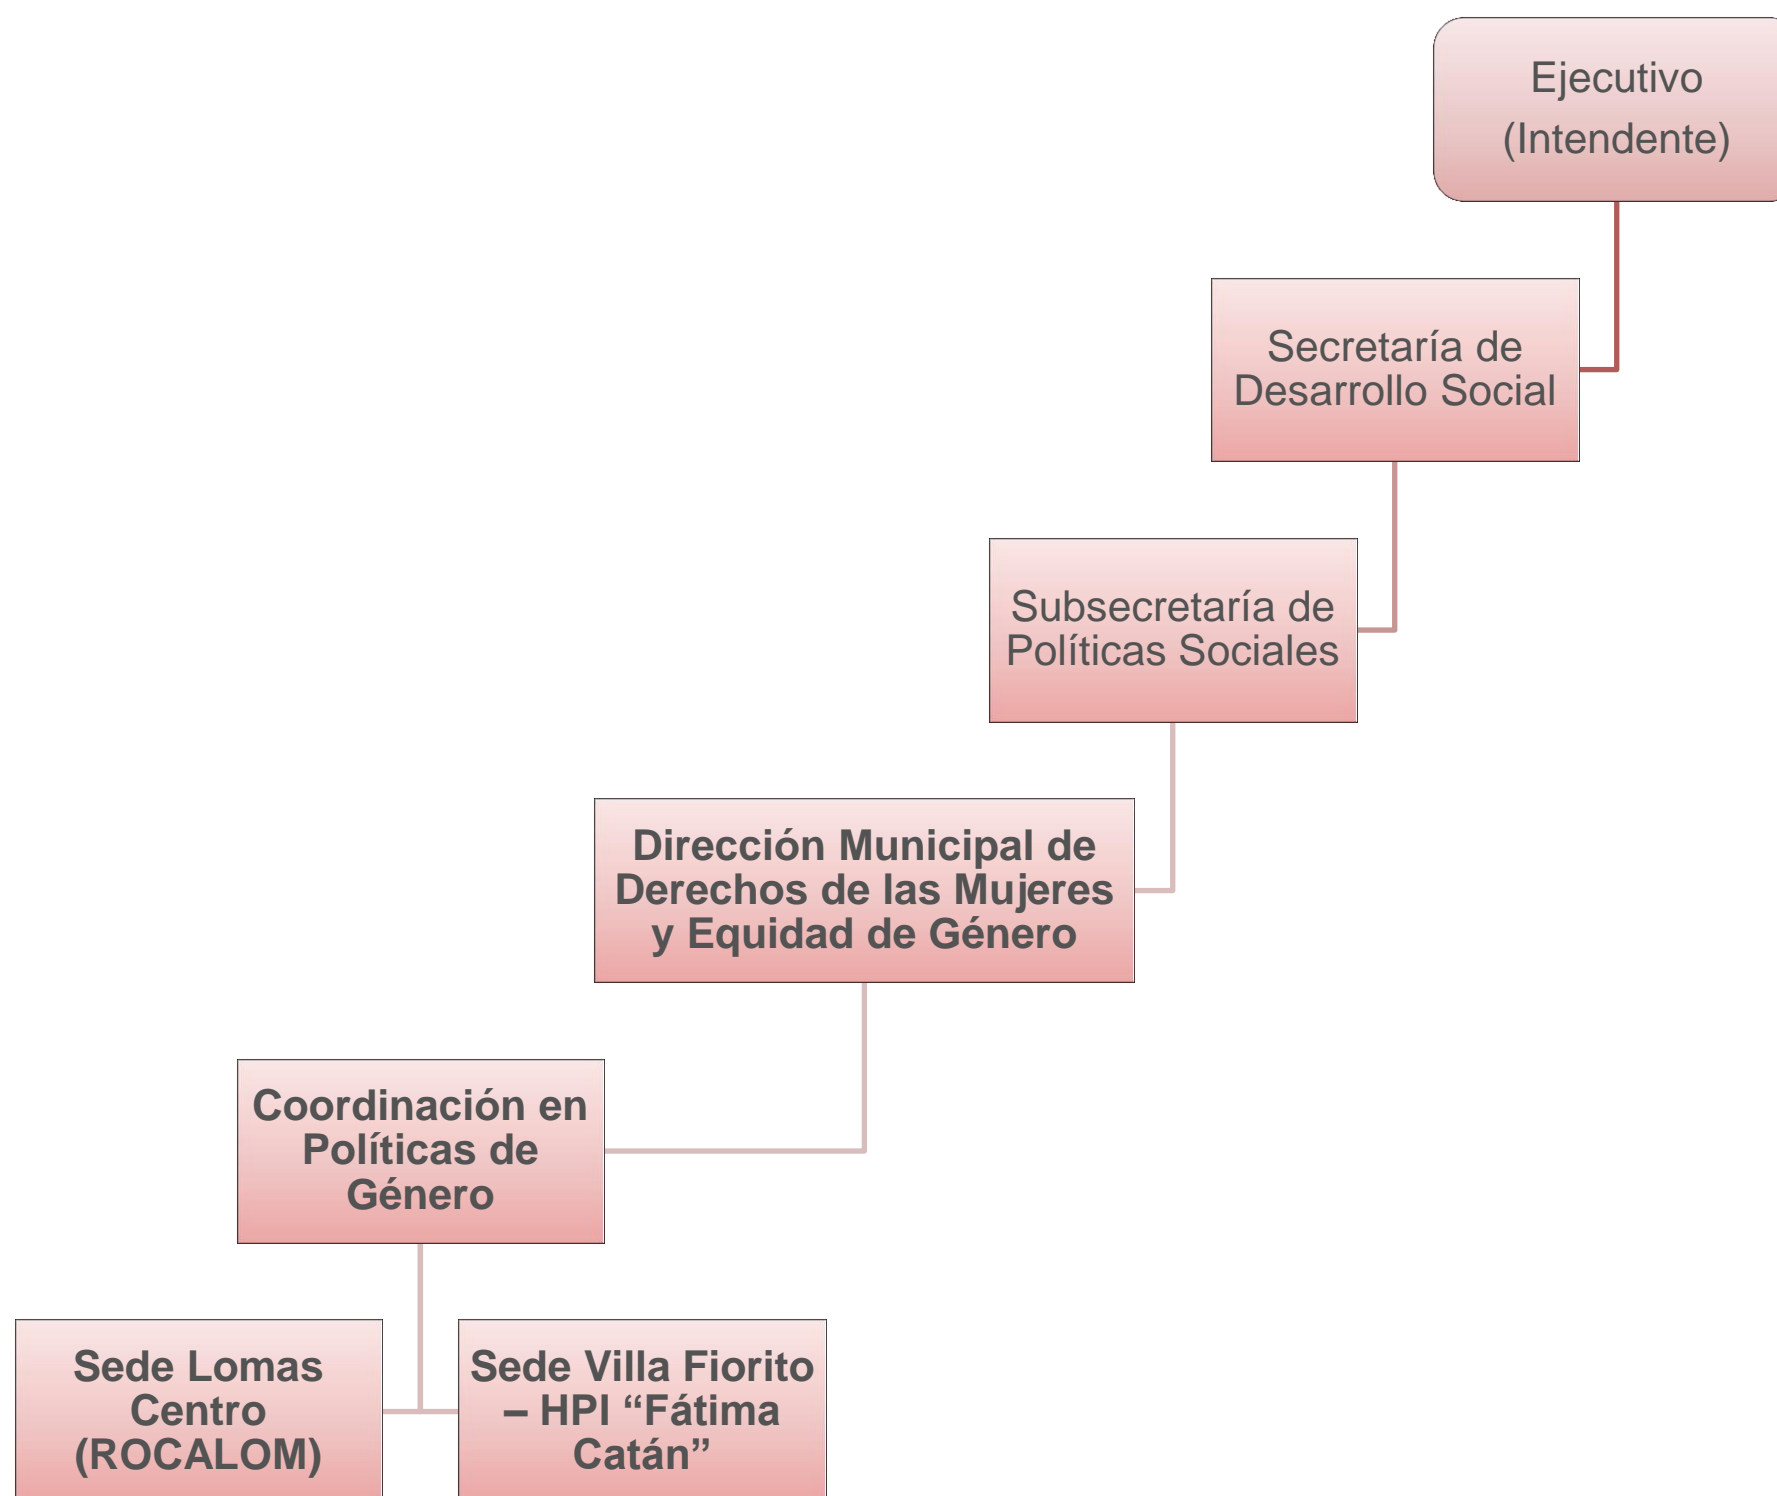 Ejecutivo
(Intendente)
Secretaría de
Desarrollo Social
Subsecretaría de
Políticas Sociales
Dirección Municipal de
Derechos de las Mujeres
y Equidad de Género
Coordinación en
Políticas de
Género
Sede Lomas
Centro
(ROCALOM)
Sede Villa Fiorito
– HPI “Fátima
Catán”